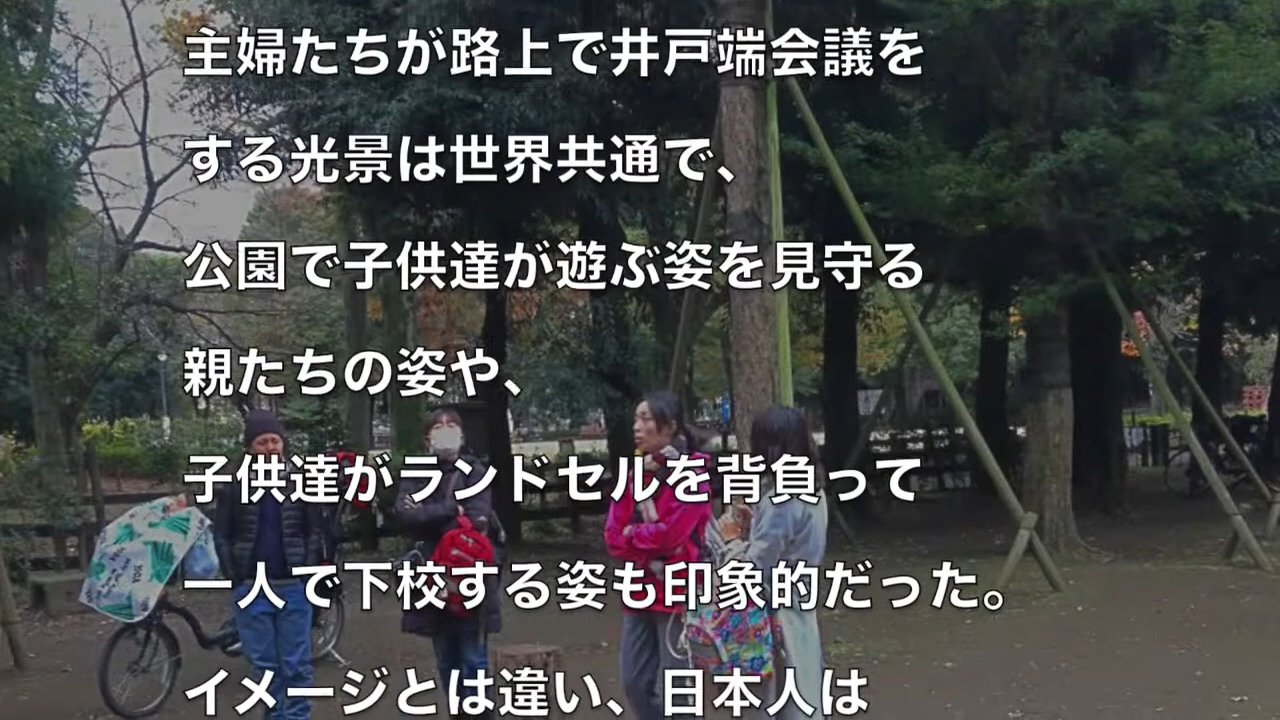 主婦たちが路上で井戸端会議を
する光景は世界共通で、
公園で子供達が遊ぶ姿を見守る
親たちの姿や、
子供達がランドセルを背負って
一人で下校する姿も印象的だった。
イメージとは違い、日本人は